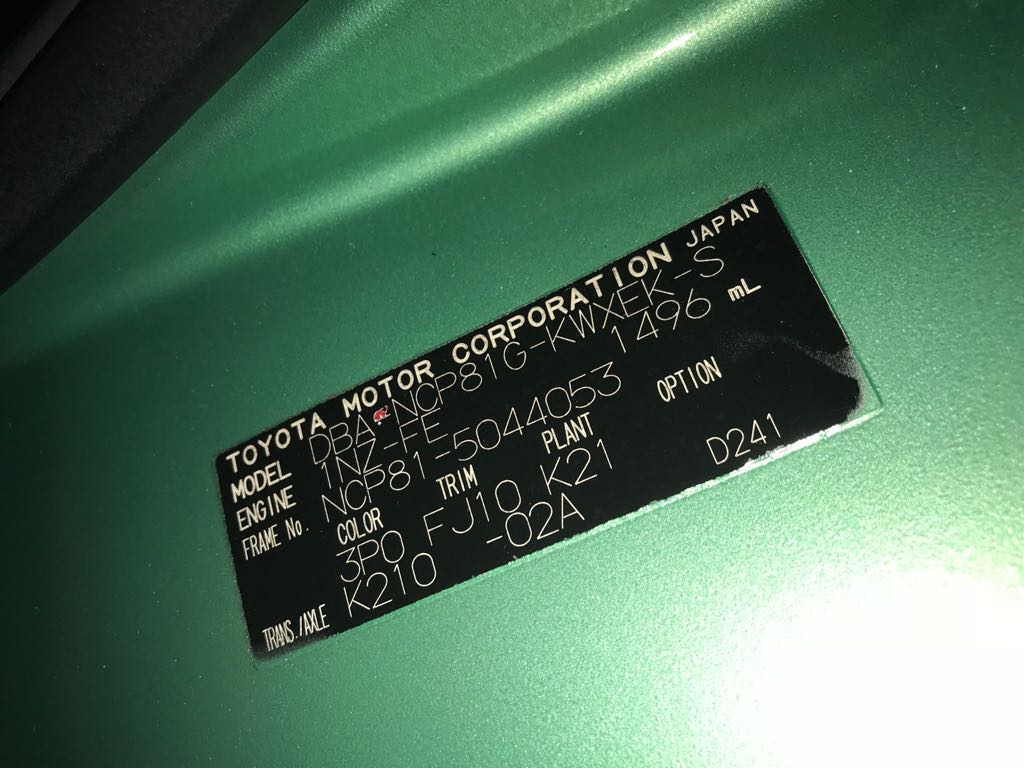 TOYOTA MOTOR CORPORATION JAPAN
MODEL DBA-NCP81G-KWXEK-S
ENGINE 1NZ-FE 1496 mL
FRAME No. NCP81-5044053
COLOR TRIM PLANT OPTION
3P0 FJ10 K21
TRANS./AXLE K210 -02A D241